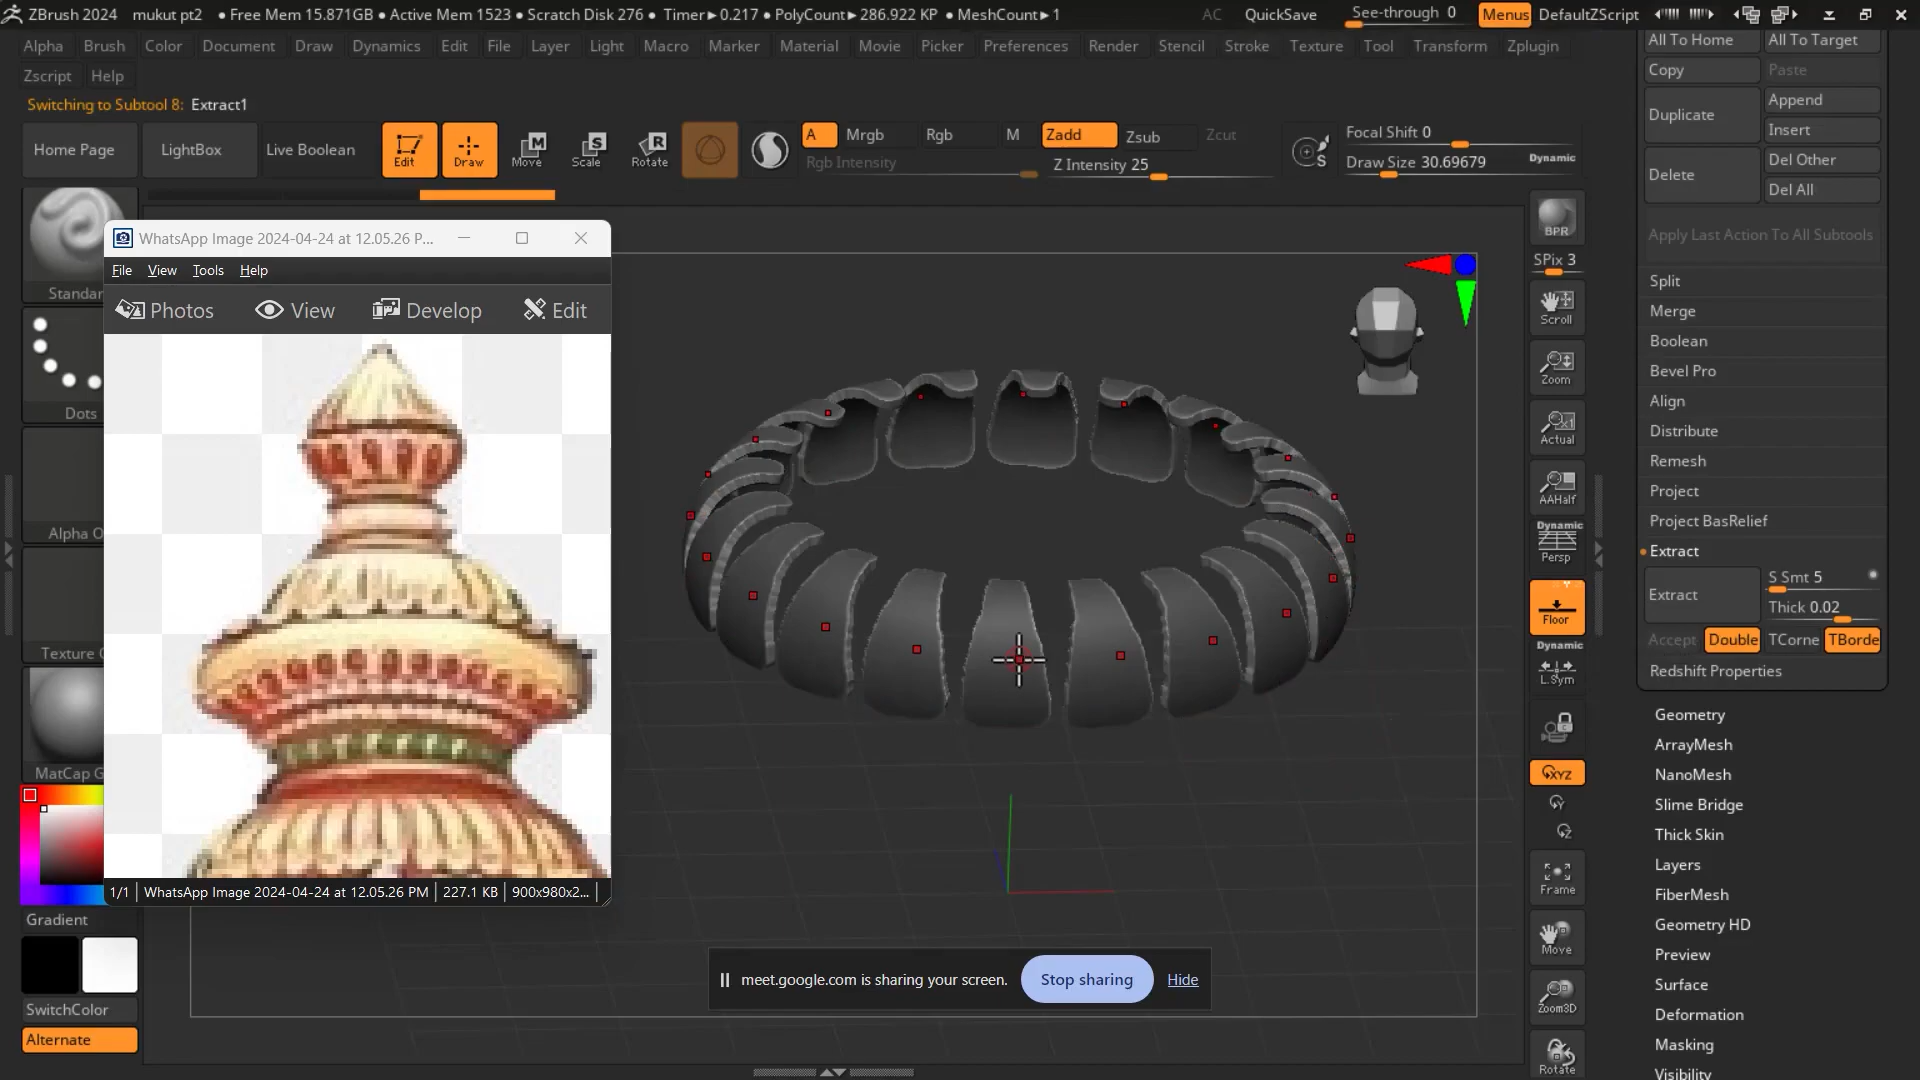 ZBrush 2024 mukut pt2 ● Free Mem 15.871GB ● Active Mem 1523 ● Scratch Disk 276 ● Timer▸0.217 ● PolyCount▸286.922 KP ● MeshCount▸1 AC QuickSave See-through 0 Menus DefaultZScript
Alpha Brush Color Document Draw Dynamics Edit File Layer Light Macro Marker Material Movie Picker Preferences Render Stencil Stroke Texture Tool Transform Zplugin
Zscript Help
Switching to Subtool 8: Extract1
Home Page LightBox Live Boolean Edit Draw Move Scale Rotate A Mrgb Rgb M Zadd Zsub Zcut Focal Shift 0
Rgb Intensity Z Intensity 25 S Draw Size 30.69679 Dynamic
Standar
Dots
Alpha O
Texture O
MatCap G
Gradient
SwitchColor
Alternate
WhatsApp Image 2024-04-24 at 12.05.26 P...
File View Tools Help
Photos View Develop Edit
1/1 WhatsApp Image 2024-04-24 at 12.05.26 PM 227.1 KB 900x980x2...
meet.google.com is sharing your screen. Stop sharing Hide
BPR
SPix 3
Scroll
Zoom
Actual
AAHalf
Dynamic
Persp
Floor
Dynamic
L.Sym
XYZ
Y
Z
Frame
Move
Zoom3D
Rotate
All To Home All To Target
Copy Paste
Duplicate Append
Insert
Delete Del Other
Del All
Apply Last Action To All Subtools
Split
Merge
Boolean
Bevel Pro
Align
Distribute
Remesh
Project
Project BasRelief
Extract
Extract S Smt 5
Thick 0.02
Accept Double TCorne TBorde
Redshift Properties
Geometry
ArrayMesh
NanoMesh
Slime Bridge
Thick Skin
Layers
FiberMesh
Geometry HD
Preview
Surface
Deformation
Masking
Visibility